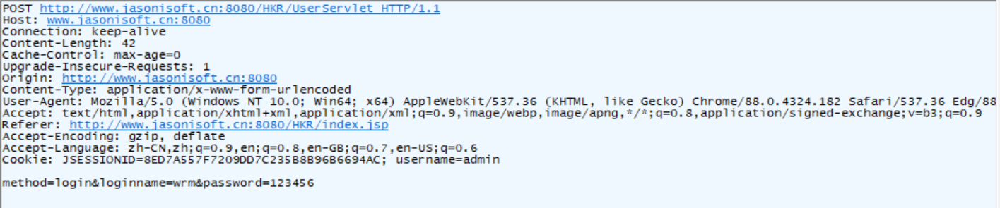 POST http://www.jasonisoft.cn:8080/HKR/UserServlet HTTP/1.1
Host: www.jasonisoft.cn:8080
Connection: keep-alive
Content-Length: 42
Cache-Control: max-age=0
Upgrade-Insecure-Requests: 1
Origin: http://www.jasonisoft.cn:8080
Content-Type: application/x-www-form-urlencoded
User-Agent: Mozilla/5.0 (Windows NT 10.0; Win64; x64) AppleWebKit/537.36 (KHTML, like Gecko) Chrome/88.0.4324.182 Safari/537.36 Edg/88
Accept: text/html,application/xhtml+xml,application/xml;q=0.9,image/webp,image/apng,*/*;q=0.8,application/signed-exchange;v=b3;q=0.9
Referer: http://www.jasonisoft.cn:8080/HKR/index.jsp
Accept-Encoding: gzip, deflate
Accept-Language: zh-CN,zh;q=0.9,en;q=0.8,en-GB;q=0.7,en-US;q=0.6
Cookie: JSESSIONID=8ED7A557F7209DD7C235B8B96B6694AC; username=admin
method=login&loginname=wrm&password=123456